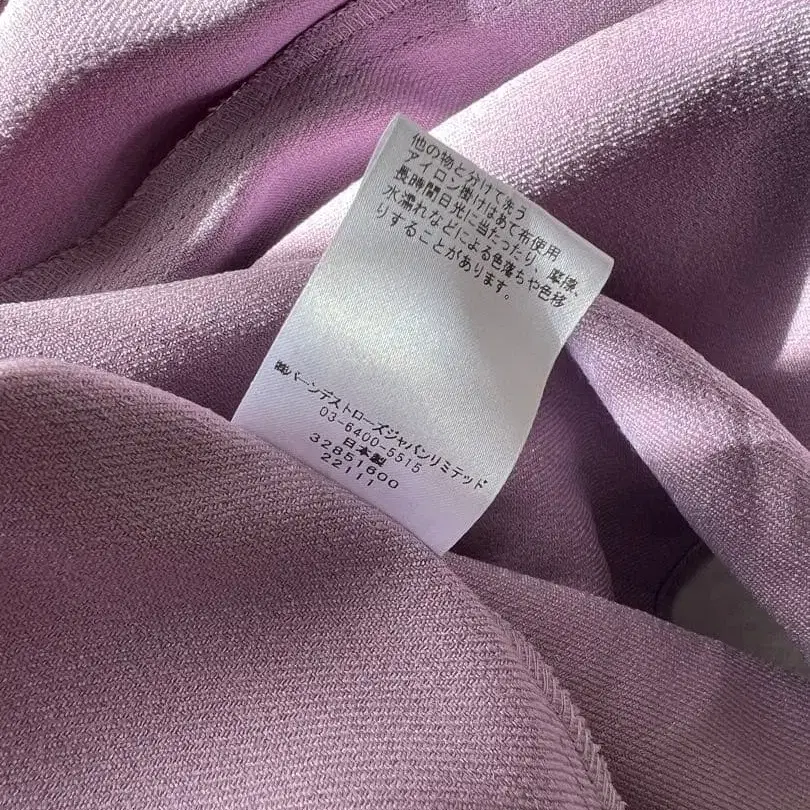 他の物と分けて洗う
アイロン掛けはあて布使用
長時間日光に当たったり、摩擦、
水濡れなどによる色落ちや色移
りすることがあります。
㈱バーンデストローズジャパンリミテッド
03-6400-5515
日本製
32851600
22111